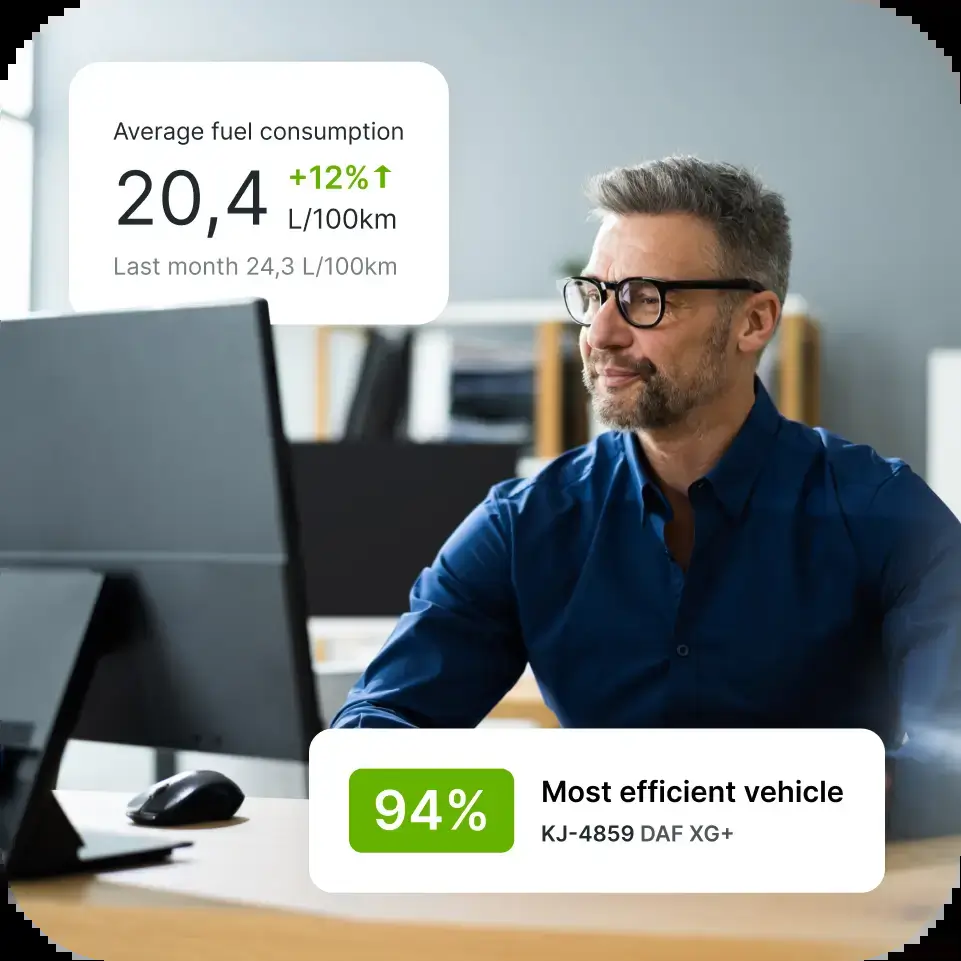 Average fuel consumption
20,4 +12%↑
L/100km
Last month 24,3 L/100km
94% Most efficient vehicle
KJ-4859 DAF XG+